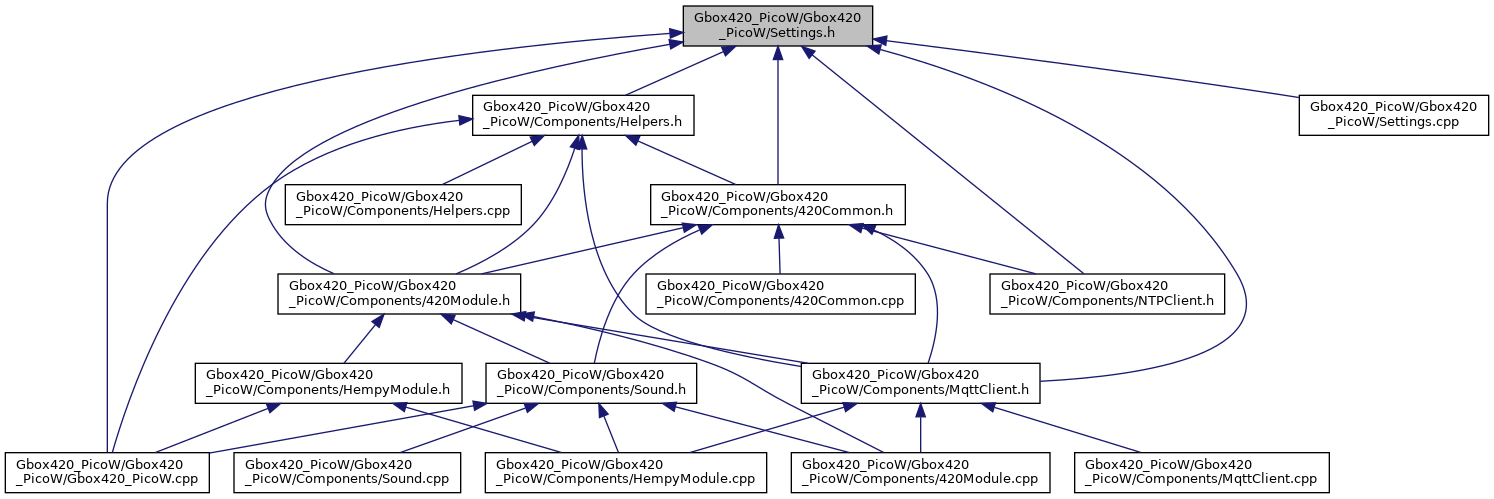 Gbox420_PicoW/Gbox420
_PicoW/Settings.h
Gbox420_PicoW/Gbox420
_PicoW/Components/Helpers.h
Gbox420_PicoW/Gbox420
_PicoW/Settings.cpp
Gbox420_PicoW/Gbox420
_PicoW/Components/Helpers.cpp
Gbox420_PicoW/Gbox420
_PicoW/Components/420Common.h
Gbox420_PicoW/Gbox420
_PicoW/Components/420Module.h
Gbox420_PicoW/Gbox420
_PicoW/Components/420Common.cpp
Gbox420_PicoW/Gbox420
_PicoW/Components/NTPClient.h
Gbox420_PicoW/Gbox420
_PicoW/Components/HempyModule.h
Gbox420_PicoW/Gbox420
_PicoW/Components/Sound.h
Gbox420_PicoW/Gbox420
_PicoW/Components/MqttClient.h
Gbox420_PicoW/Gbox420
_PicoW/Gbox420_PicoW.cpp
Gbox420_PicoW/Gbox420
_PicoW/Components/Sound.cpp
Gbox420_PicoW/Gbox420
_PicoW/Components/HempyModule.cpp
Gbox420_PicoW/Gbox420
_PicoW/Components/420Module.cpp
Gbox420_PicoW/Gbox420
_PicoW/Components/MqttClient.cpp